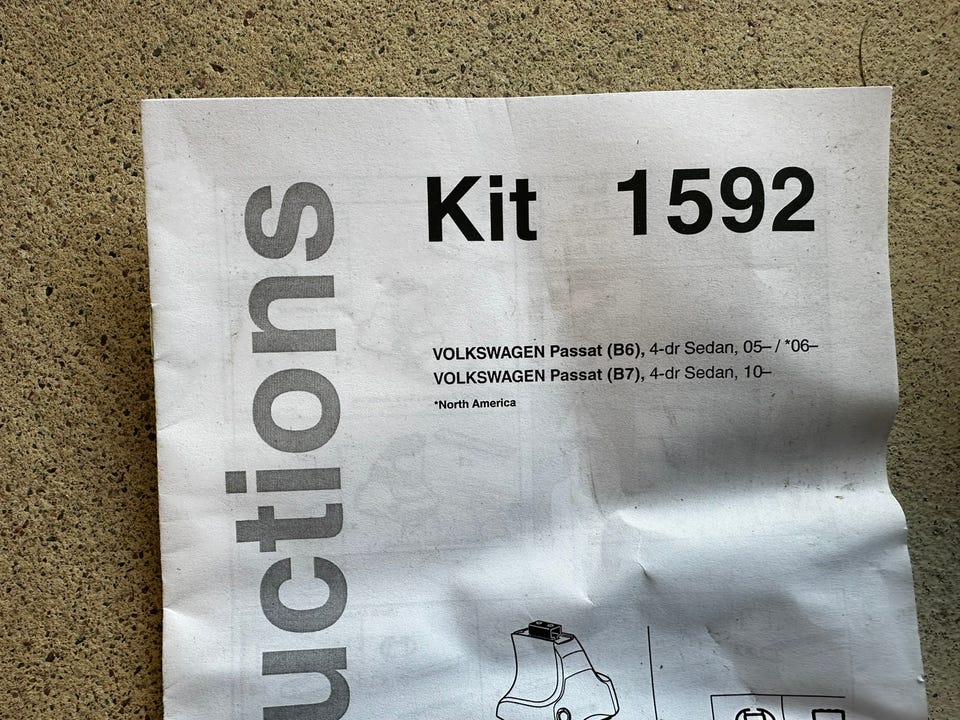 Kit 1592
VOLKSWAGEN Passat (B6), 4-dr Sedan, 05– / *06–
VOLKSWAGEN Passat (B7), 4-dr Sedan, 10–
*North America
uctions